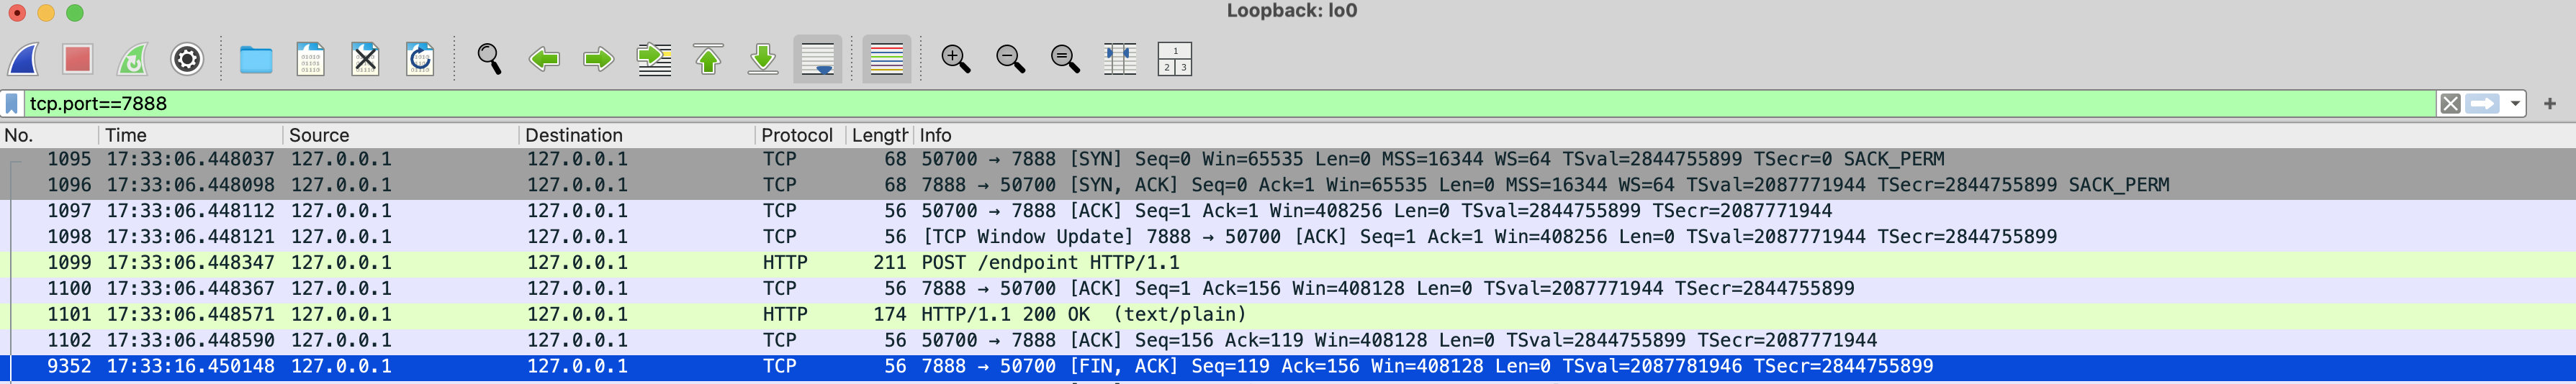 Loopback: lo0
tcp.port==7888
No. Time Source Destination Protocol Length Info
1095 17:33:06.448037 127.0.0.1 127.0.0.1 TCP 68 50700 → 7888 [SYN] Seq=0 Win=65535 Len=0 MSS=16344 WS=64 TSval=2844755899 TSecr=0 SACK_PERM
1096 17:33:06.448098 127.0.0.1 127.0.0.1 TCP 68 7888 → 50700 [SYN, ACK] Seq=0 Ack=1 Win=65535 Len=0 MSS=16344 WS=64 TSval=2087771944 TSecr=2844755899 SACK_PERM
1097 17:33:06.448112 127.0.0.1 127.0.0.1 TCP 56 50700 → 7888 [ACK] Seq=1 Ack=1 Win=408256 Len=0 TSval=2844755899 TSecr=2087771944
1098 17:33:06.448121 127.0.0.1 127.0.0.1 TCP 56 [TCP Window Update] 7888 → 50700 [ACK] Seq=1 Ack=1 Win=408256 Len=0 TSval=2087771944 TSecr=2844755899
1099 17:33:06.448347 127.0.0.1 127.0.0.1 HTTP 211 POST /endpoint HTTP/1.1
1100 17:33:06.448367 127.0.0.1 127.0.0.1 TCP 56 7888 → 50700 [ACK] Seq=1 Ack=156 Win=408128 Len=0 TSval=2087771944 TSecr=2844755899
1101 17:33:06.448571 127.0.0.1 127.0.0.1 HTTP 174 HTTP/1.1 200 OK (text/plain)
1102 17:33:06.448590 127.0.0.1 127.0.0.1 TCP 56 50700 → 7888 [ACK] Seq=156 Ack=119 Win=408128 Len=0 TSval=2844755899 TSecr=2087771944
9352 17:33:16.450148 127.0.0.1 127.0.0.1 TCP 56 7888 → 50700 [FIN, ACK] Seq=119 Ack=156 Win=408128 Len=0 TSval=2087781946 TSecr=2844755899